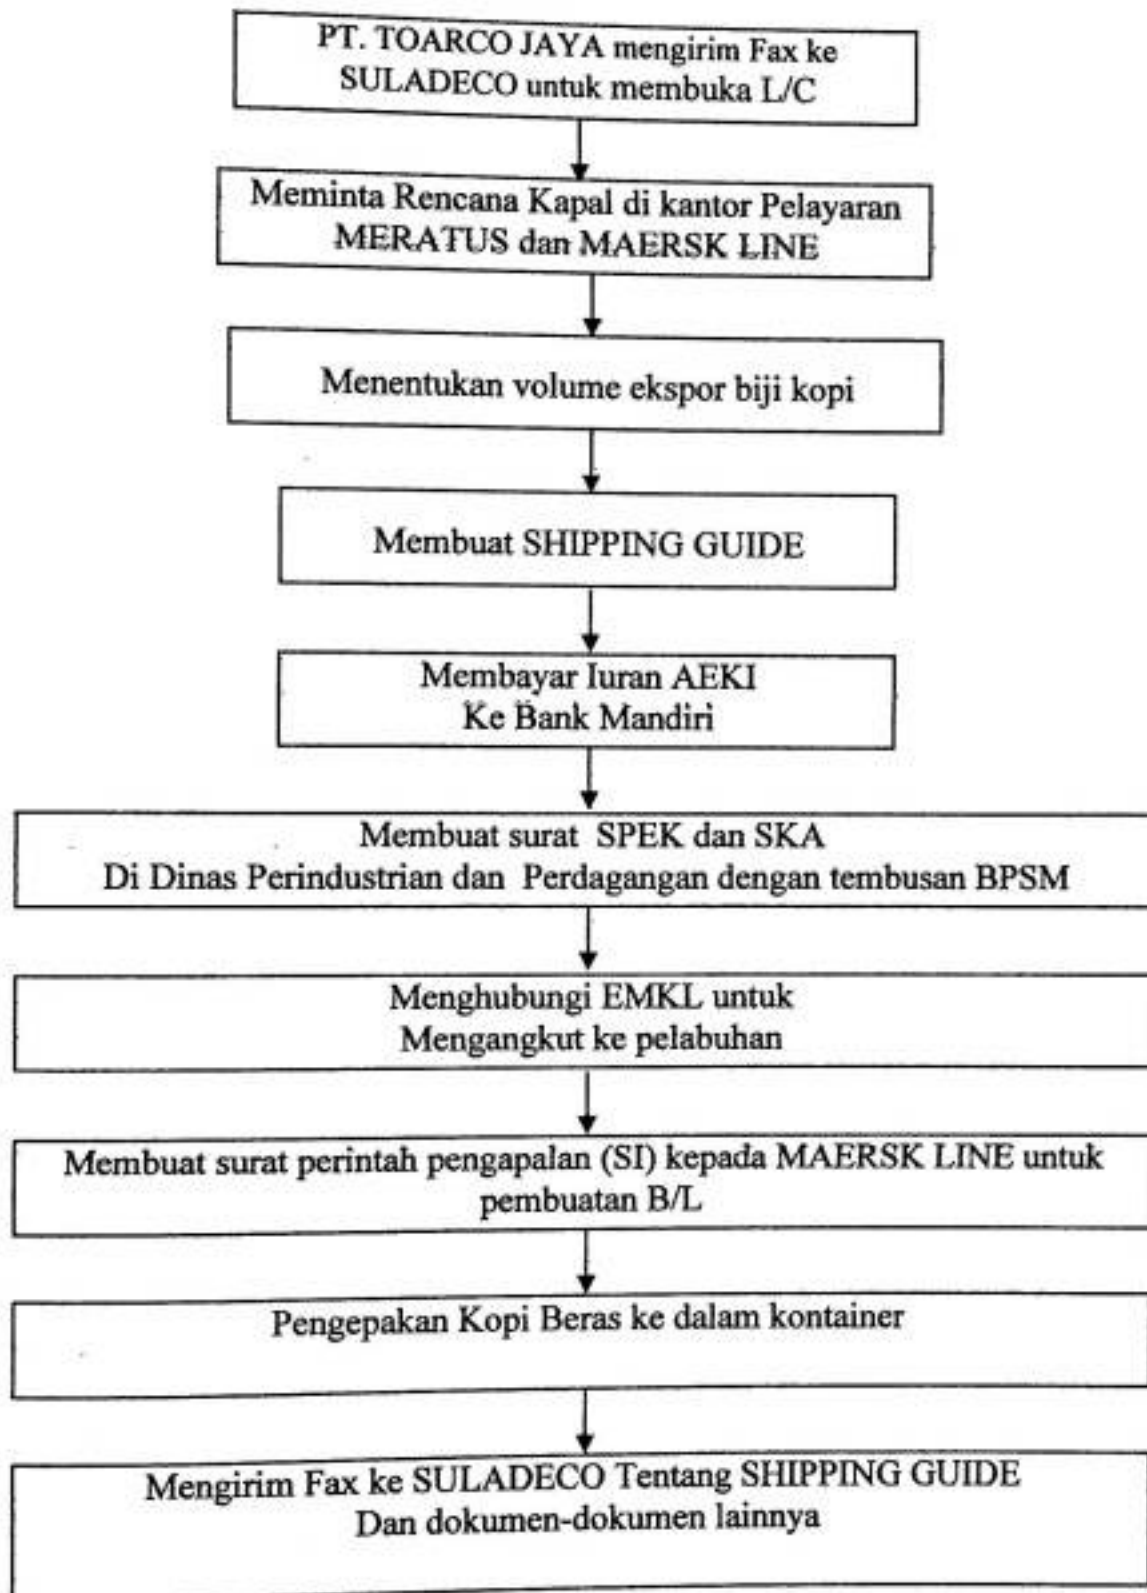 PT. TOARCO JAYA mengirim Fax ke
SULADECO untuk membuka L/C
Meminta Rencana Kapal di kantor Pelayaran
MERATUS dan MAERSK LINE
Menentukan volume ekspor biji kopi
Membuat SHIPPING GUIDE
Membayar Iuran AEKI
Ke Bank Mandiri
Membuat surat SPEK dan SKA
Di Dinas Perindustrian dan Perdagangan dengan tembusan BPSM
Menghubungi EMKL untuk
Mengangkut ke pelabuhan
Membuat surat perintah pengapalan (SI) kepada MAERSK LINE untuk
pembuatan B/L
Pengepakan Kopi Beras ke dalam kontainer
Mengirim Fax ke SULADECO Tentang SHIPPING GUIDE
Dan dokumen-dokumen lainnya